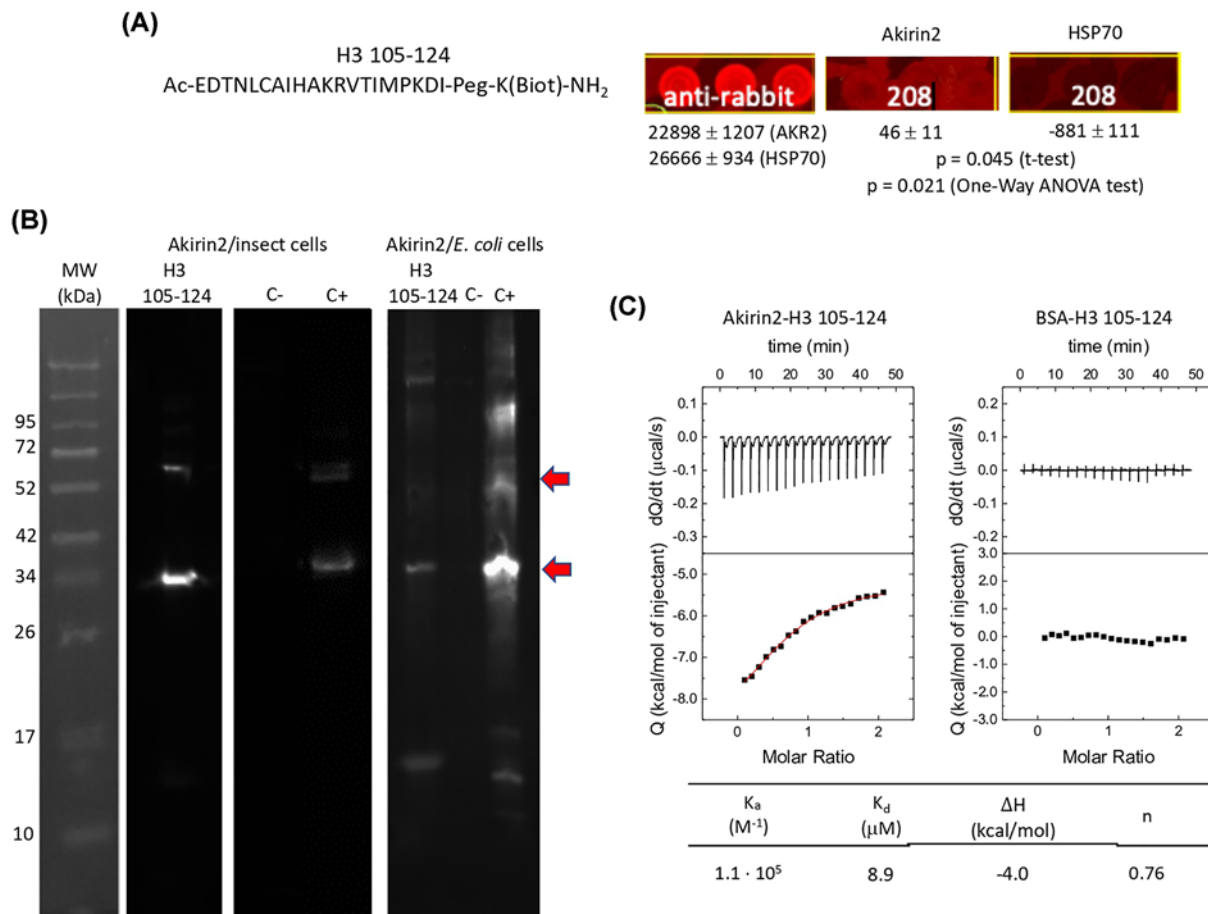 (A)
H3 105-124
Ac-EDTNLCAIHAKRVTIMPKDI-Peg-K(Biot)-NH2
Akirin2 HSP70
anti-rabbit 208 208
22898 ± 1207 (AKR2) 46 ± 11 -881 ± 111
26666 ± 934 (HSP70) p = 0.045 (t-test)
p = 0.021 (One-Way ANOVA test)
(B)
Akirin2/insect cells Akirin2/E. coli cells
MW H3 H3
(kDa) 105-124 C- C+ 105-124 C- C+
95
72
52
42
34
26
17
10
(C)
Akirin2-H3 105-124 BSA-H3 105-124
time (min) time (min)
0 10 20 30 40 50 0 10 20 30 40 50
dQ/dt (μcal/s) dQ/dt (μcal/s)
0.1 0.1
0.0 0.0
-0.1 -0.1
-0.2 -0.2
-0.3
Q (kcal/mol of injectant) Q (kcal/mol of injectant)
3.0
-5.0 2.0
-6.0 1.0
0.0
-7.0 -1.0
-8.0 -2.0
-3.0
0 1 2 0 1 2
Molar Ratio Molar Ratio
Ka Kd ΔH n
(M-1) (μM) (kcal/mol)
1.1 · 10⁵ 8.9 -4.0 0.76